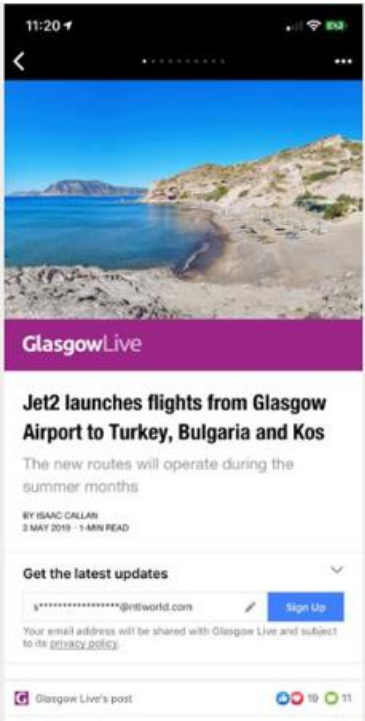 11:20
GlasgowLive
Jet2 launches flights from Glasgow
Airport to Turkey, Bulgaria and Kos
The new routes will operate during the
summer months
BY ISAAC CALLAN
3 MAY 2019 · 1-MIN READ
Get the latest updates
s*****************@ntlworld.com
Sign Up
Your email address will be shared with Glasgow Live and subject
to its privacy policy.
G Glasgow Live's post
19 11